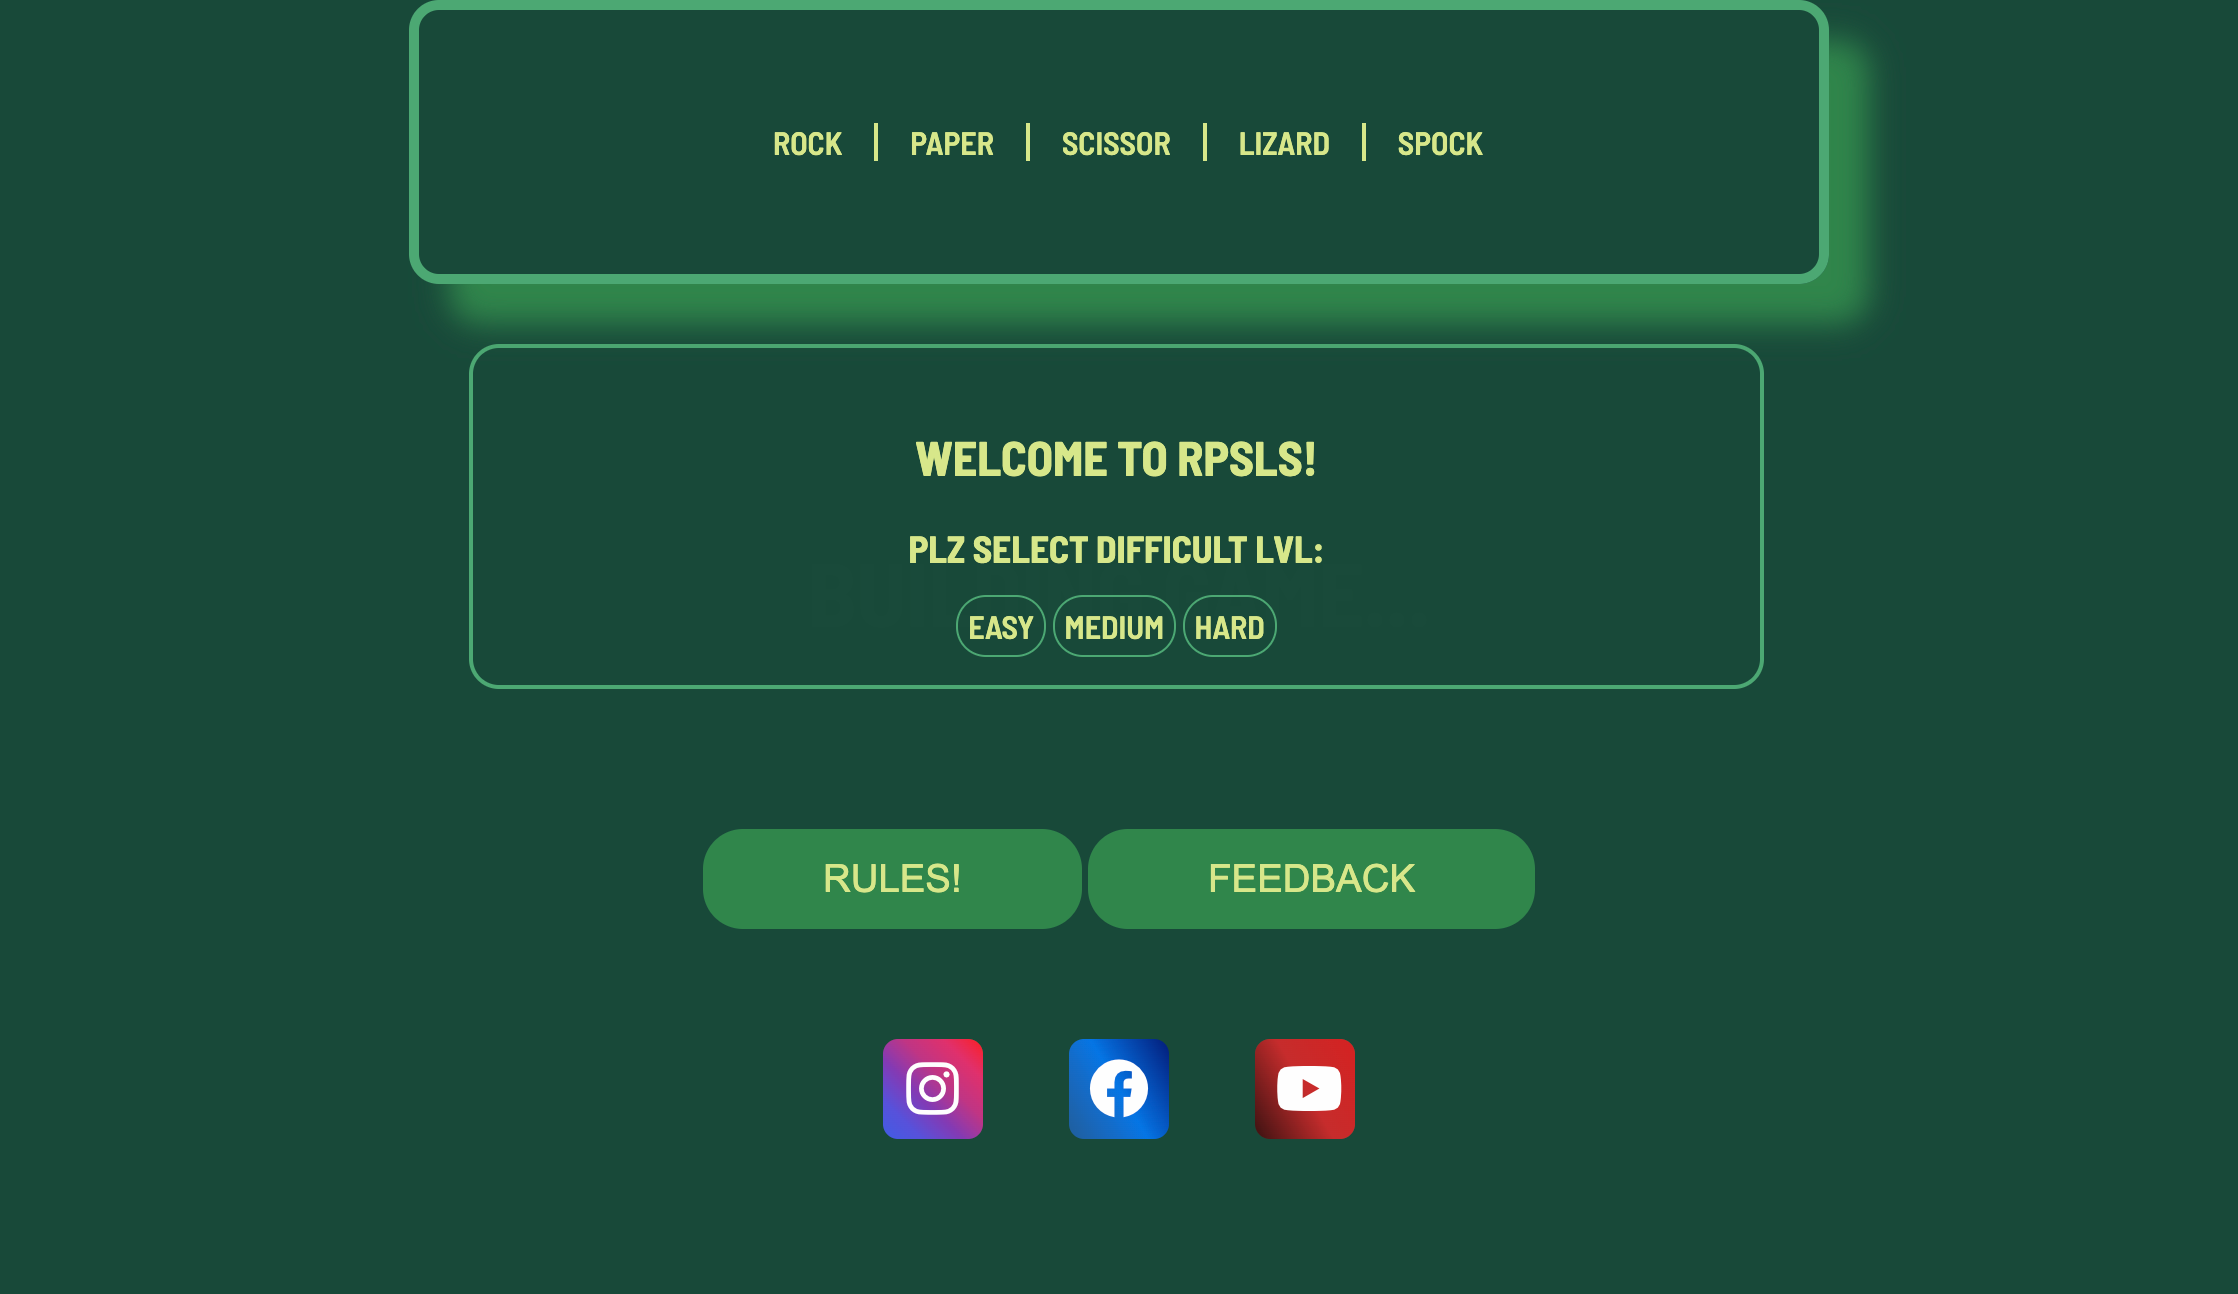 ROCK | PAPER | SCISSOR | LIZARD | SPOCK
WELCOME TO RPSLS!
PLZ SELECT DIFFICULT LVL:
EASY MEDIUM HARD
RULES! FEEDBACK